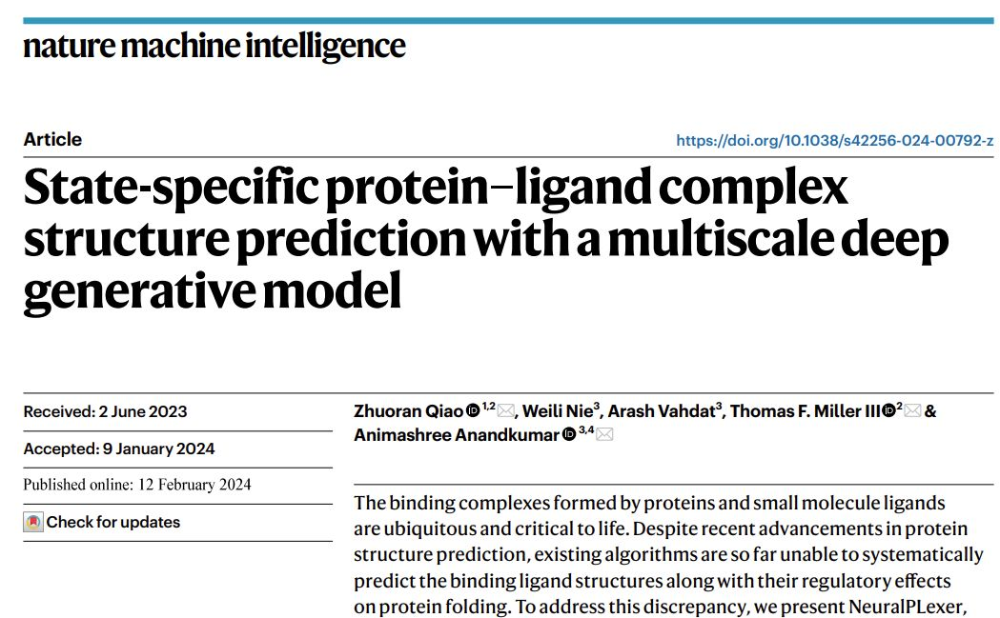 nature machine intelligence
Article
https://doi.org/10.1038/s42256-024-00792-z
State-specific protein–ligand complex
structure prediction with a multiscale deep
generative model
Received: 2 June 2023
Accepted: 9 January 2024
Published online: 12 February 2024
Check for updates
Zhuoran Qiao iD 1,2, Weili Nie3, Arash Vahdat3, Thomas F. Miller III iD 2 &
Animashree Anandkumar iD 3,4
The binding complexes formed by proteins and small molecule ligands
are ubiquitous and critical to life. Despite recent advancements in protein
structure prediction, existing algorithms are so far unable to systematically
predict the binding ligand structures along with their regulatory effects
on protein folding. To address this discrepancy, we present NeuralPLexer,